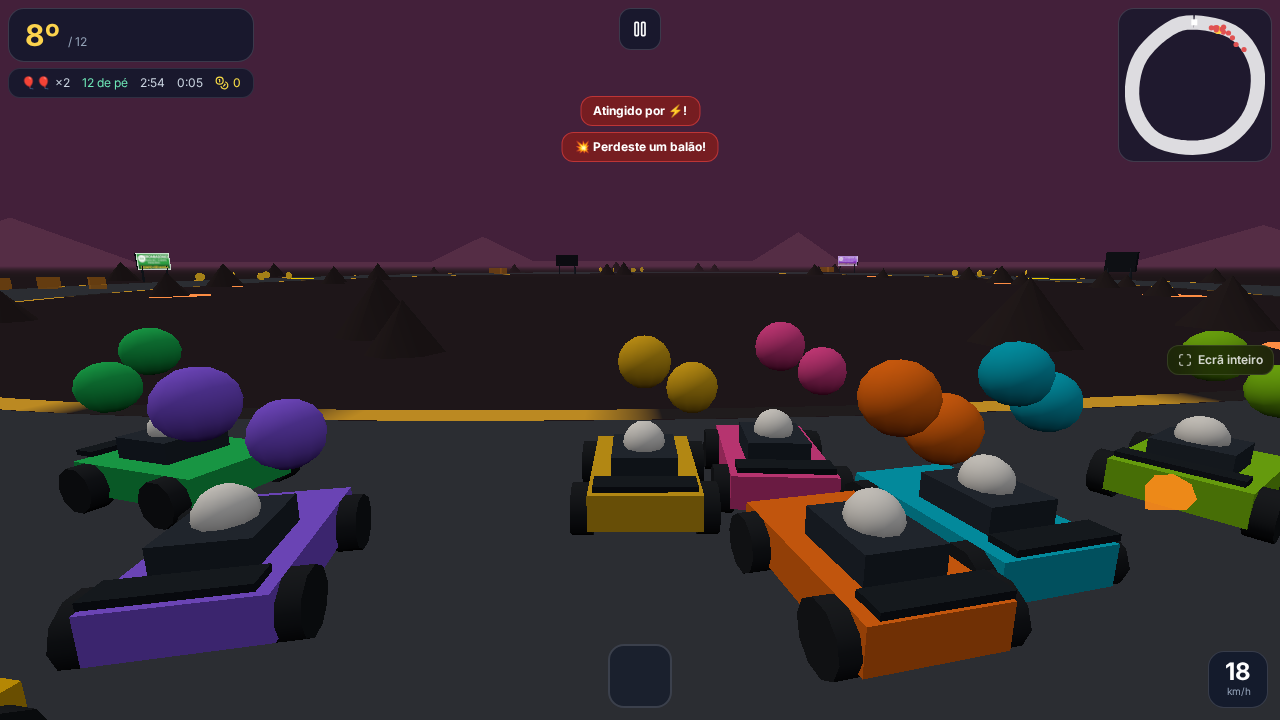 8º / 12
🎈🎈 ×2 12 de pé 2:54 0:05 0
Atingido por ⚡!
💥 Perdeste um balão!
Ecrã inteiro
18
km/h